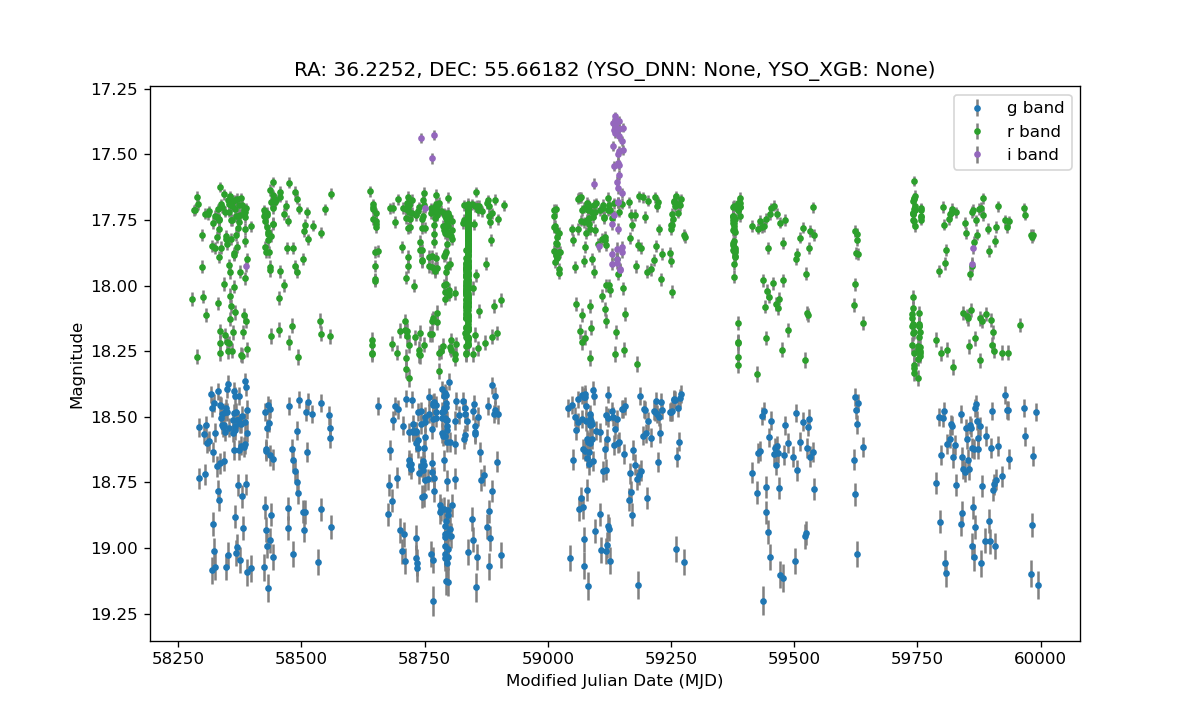 RA: 36.2252, DEC: 55.66182 (YSO_DNN: None, YSO_XGB: None)
17.25
17.50
17.75
18.00
18.25
18.50
18.75
19.00
19.25
Magnitude
g band
r band
i band
58250 58500 58750 59000 59250 59500 59750 60000
Modified Julian Date (MJD)